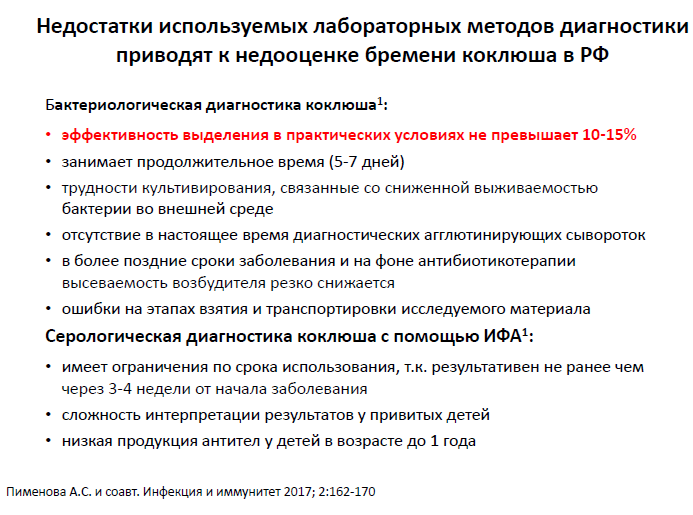 Недостатки используемых лабораторных методов диагностики
приводят к недооценке бремени коклюша в РФ
Бактериологическая диагностика коклюша¹:
• эффективность выделения в практических условиях не превышает 10-15%
• занимает продолжительное время (5-7 дней)
• трудности культивирования, связанные со сниженной выживаемостью
бактерии во внешней среде
• отсутствие в настоящее время диагностических агглютинирующих сывороток
• в более поздние сроки заболевания и на фоне антибиотикотерапии
высеваемость возбудителя резко снижается
• ошибки на этапах взятия и транспортировки исследуемого материала
Серологическая диагностика коклюша с помощью ИФА¹:
• имеет ограничения по срока использования, т.к. результативен не ранее чем
через 3-4 недели от начала заболевания
• сложность интерпретации результатов у привитых детей
• низкая продукция антител у детей в возрасте до 1 года
Пименова А.С. и соавт. Инфекция и иммунитет 2017; 2:162-170